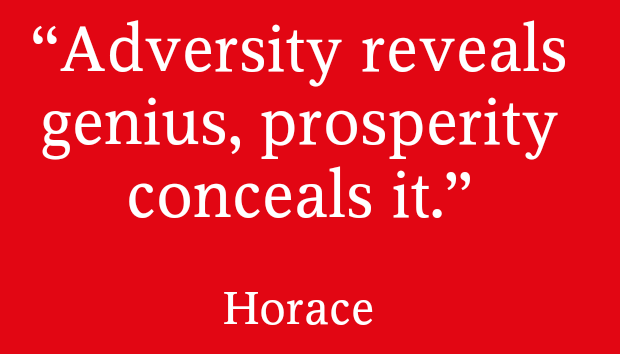 “Adversity reveals
genius, prosperity
conceals it.”
Horace